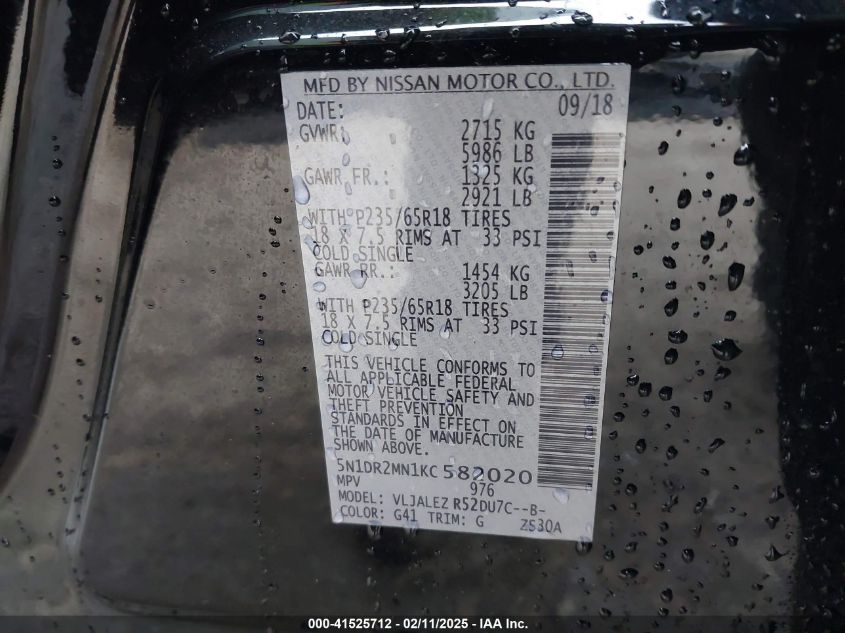 MFD BY NISSAN MOTOR CO., LTD.
DATE: 09/18
GVWR: 2715 KG
5986 LB
GAWR FR.: 1325 KG
2921 LB
WITH P235/65R18 TIRES
18 X 7.5 RIMS AT 33 PSI
COLD SINGLE
GAWR RR.: 1454 KG
3205 LB
WITH P235/65R18 TIRES
18 X 7.5 RIMS AT 33 PSI
COLD SINGLE
THIS VEHICLE CONFORMS TO
ALL APPLICABLE FEDERAL
MOTOR VEHICLE SAFETY AND
THEFT PREVENTION
STANDARDS IN EFFECT ON
THE DATE OF MANUFACTURE
SHOWN ABOVE.
5N1DR2MN1KC582020
MPV 976
MODEL: VLJALEZ R52DU7C--B-
COLOR: G41 TRIM: G ZS30A
000-41525712 - 02/11/2025 - IAA Inc.